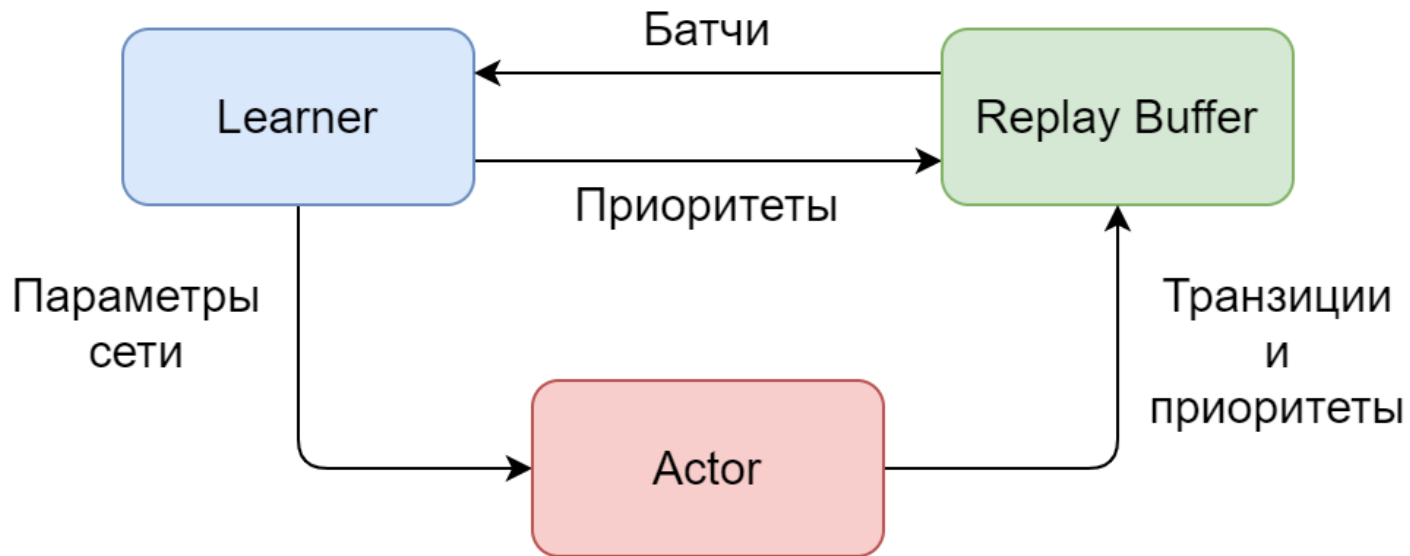 Батчи
Learner
Replay Buffer
Приоритеты
Параметры
сети
Транзиции
и
приоритеты
Actor